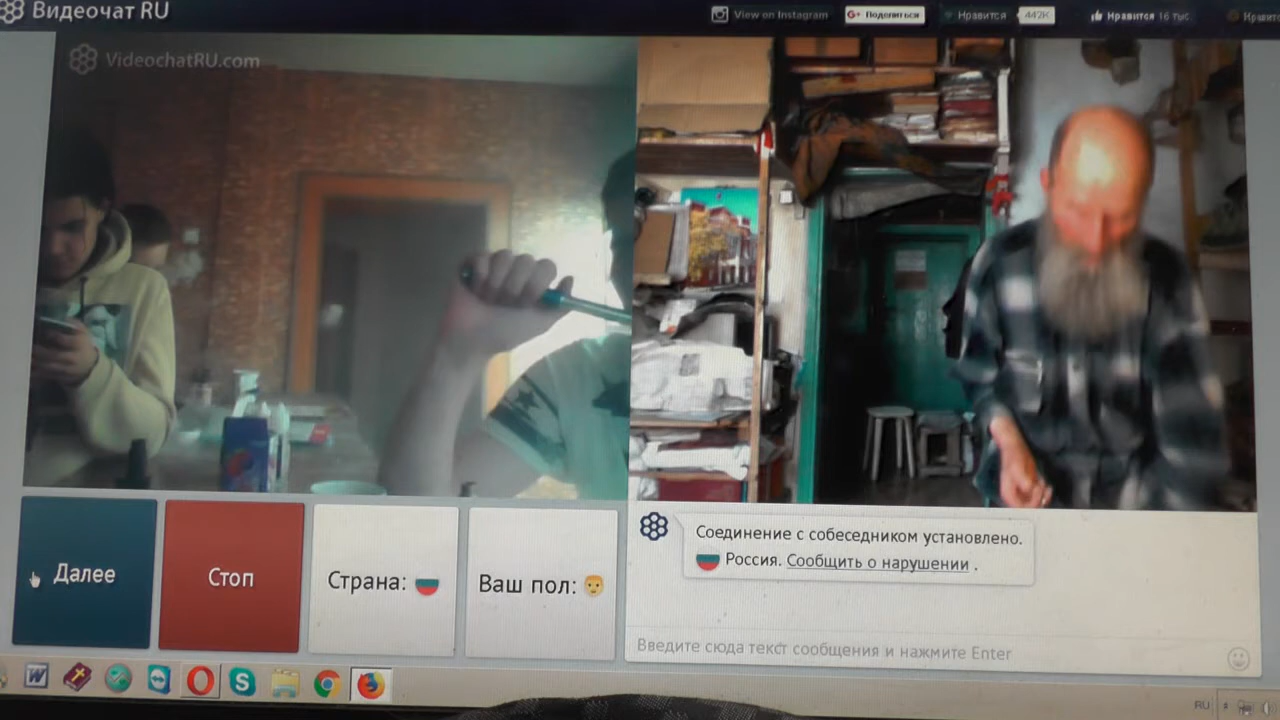 Видеочат RU
View on Instagram
G+ Поделиться
Нравится
442K
Нравится 16 тыс.
VideochatRU.com
Далее
Стоп
Страна:
Ваш пол:
Соединение с собеседником установлено.
Россия. Сообщить о нарушении .
Введите сюда текст сообщения и нажмите Enter
RU